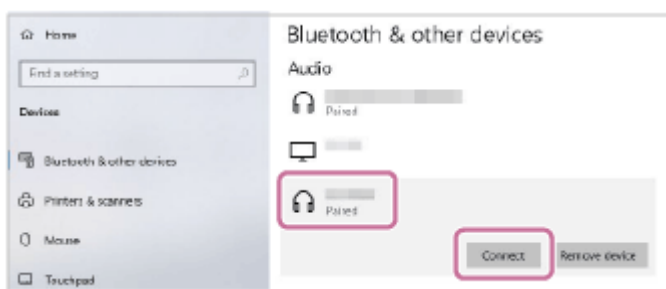 Home
Find a setting
Devices
Bluetooth & other devices
Printers & scanners
Mouse
Touchpad
Bluetooth & other devices
Audio
Paired
Paired
Connect
Remove device